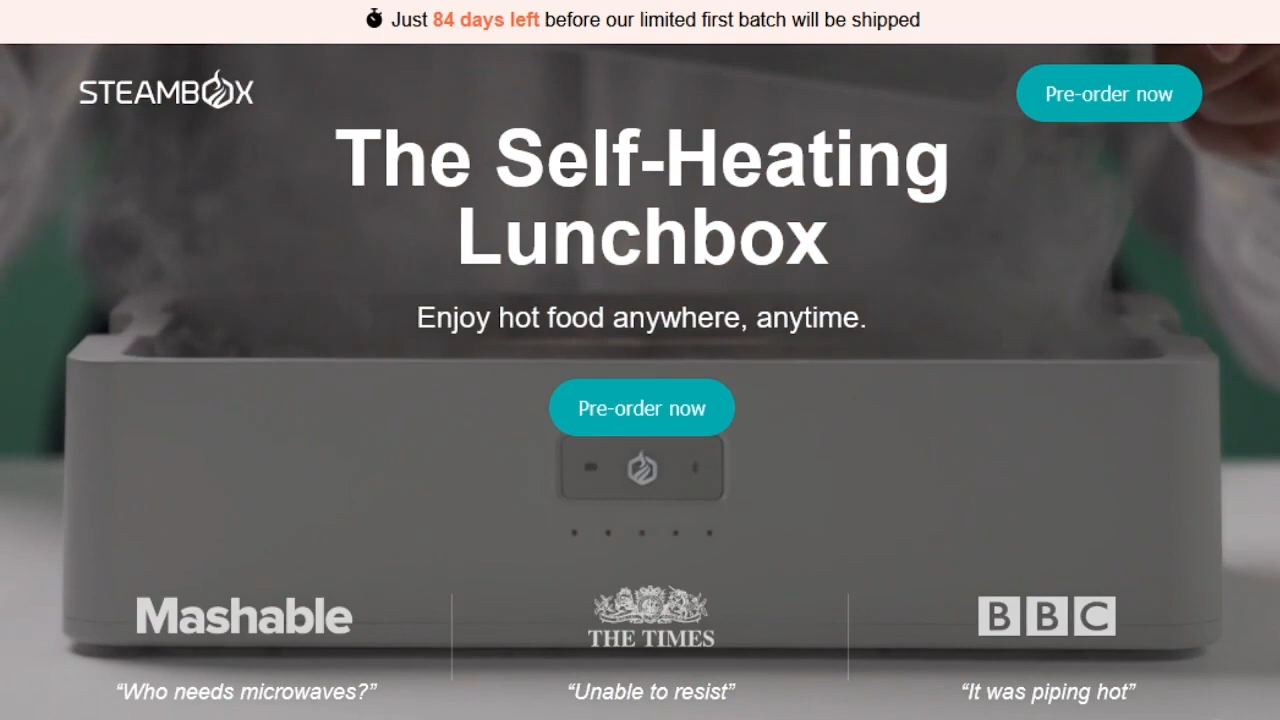 Just 84 days left before our limited first batch will be shipped
STEAMBOX
Pre-order now
The Self-Heating
Lunchbox
Enjoy hot food anywhere, anytime.
Pre-order now
Mashable
THE TIMES
BBC
“Who needs microwaves?”
“Unable to resist”
“It was piping hot”